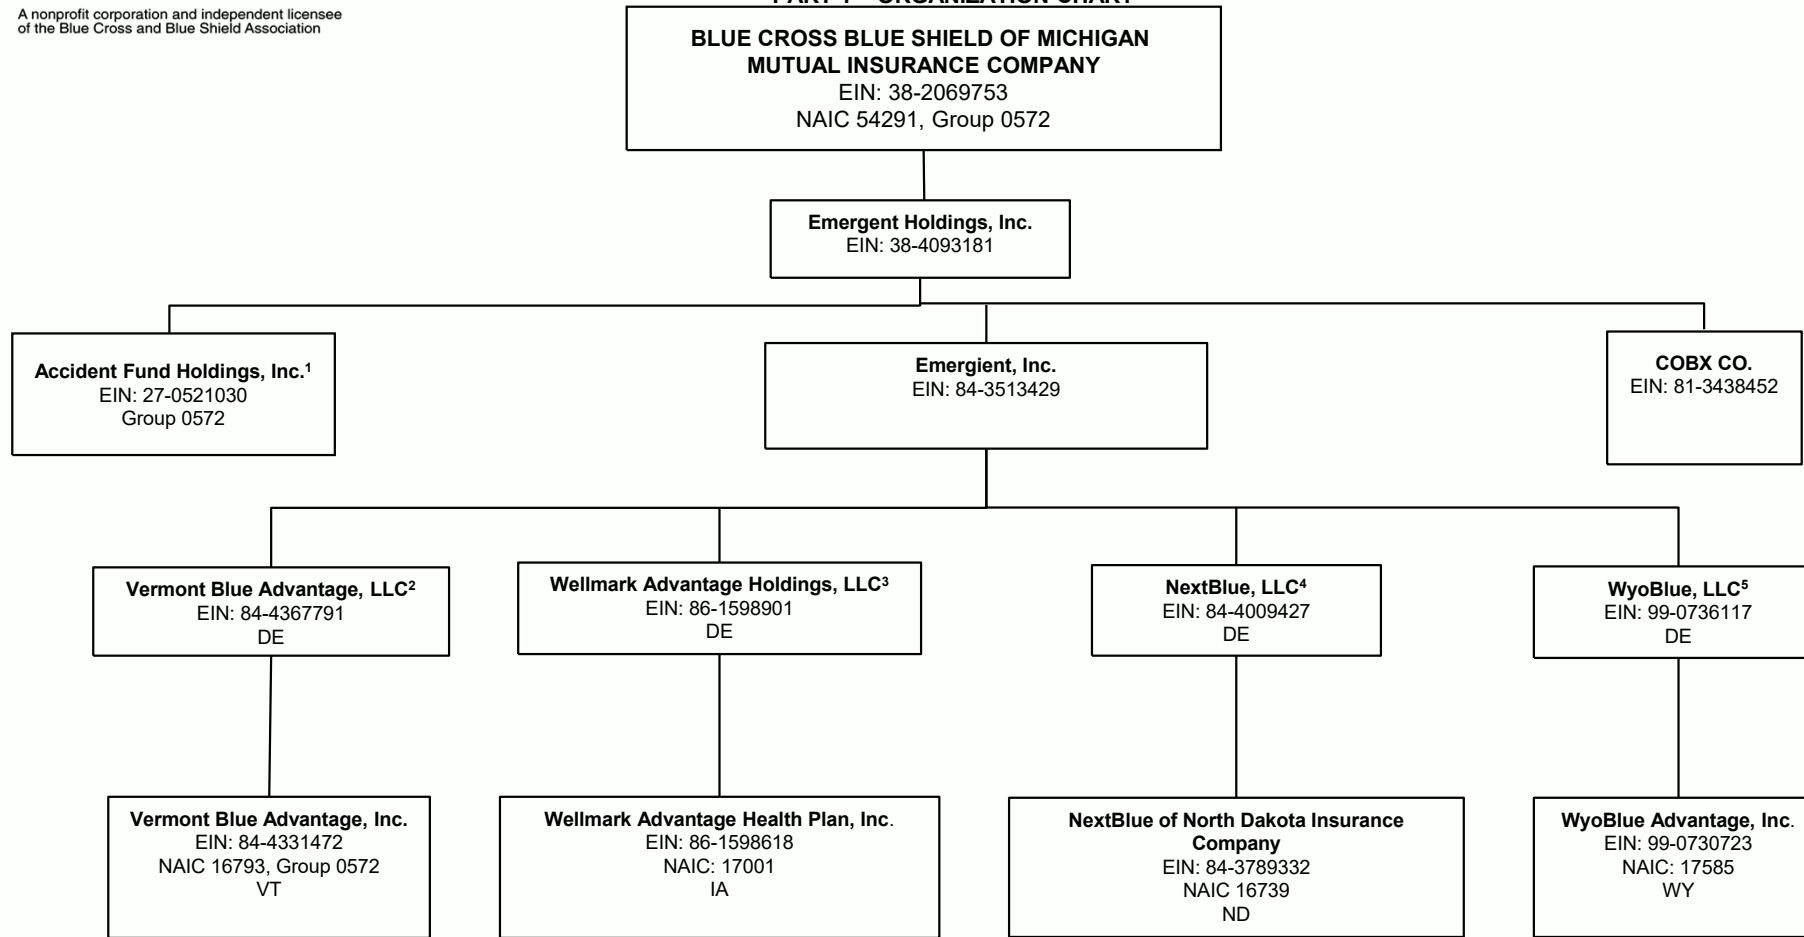 A nonprofit corporation and independent licensee
of the Blue Cross and Blue Shield Association
ORGANIZATION CHART
BLUE CROSS BLUE SHIELD OF MICHIGAN
MUTUAL INSURANCE COMPANY
EIN: 38-2069753
NAIC 54291, Group 0572
Emergent Holdings, Inc.
EIN: 38-4093181
Accident Fund Holdings, Inc.¹
EIN: 27-0521030
Group 0572
Emergient, Inc.
EIN: 84-3513429
COBX CO.
EIN: 81-3438452
Vermont Blue Advantage, LLC²
EIN: 84-4367791
DE
Wellmark Advantage Holdings, LLC³
EIN: 86-1598901
DE
NextBlue, LLC⁴
EIN: 84-4009427
DE
WyoBlue, LLC⁵
EIN: 99-0736117
DE
Vermont Blue Advantage, Inc.
EIN: 84-4331472
NAIC 16793, Group 0572
VT
Wellmark Advantage Health Plan, Inc.
EIN: 86-1598618
NAIC: 17001
IA
NextBlue of North Dakota Insurance
Company
EIN: 84-3789332
NAIC 16739
ND
WyoBlue Advantage, Inc.
EIN: 99-0730723
NAIC: 17585
WY